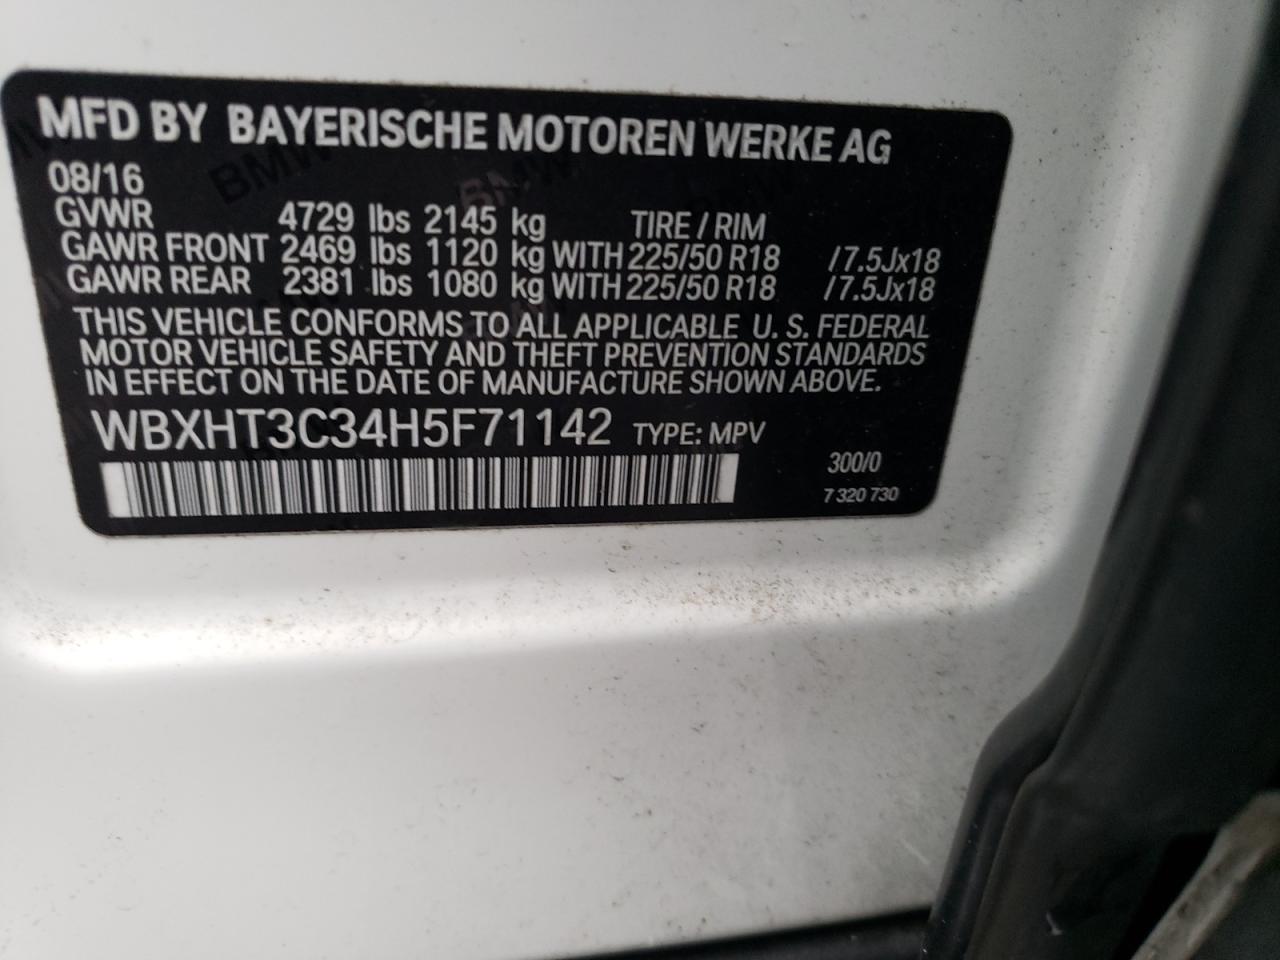 MFD BY BAYERISCHE MOTOREN WERKE AG
08/16
GVWR 4729 lbs 2145 kg TIRE / RIM
GAWR FRONT 2469 lbs 1120 kg WITH 225/50 R18 /7.5Jx18
GAWR REAR 2381 lbs 1080 kg WITH 225/50 R18 /7.5Jx18
THIS VEHICLE CONFORMS TO ALL APPLICABLE U. S. FEDERAL
MOTOR VEHICLE SAFETY AND THEFT PREVENTION STANDARDS
IN EFFECT ON THE DATE OF MANUFACTURE SHOWN ABOVE.
WBXHT3C34H5F71142 TYPE: MPV
300/0
7 320 730